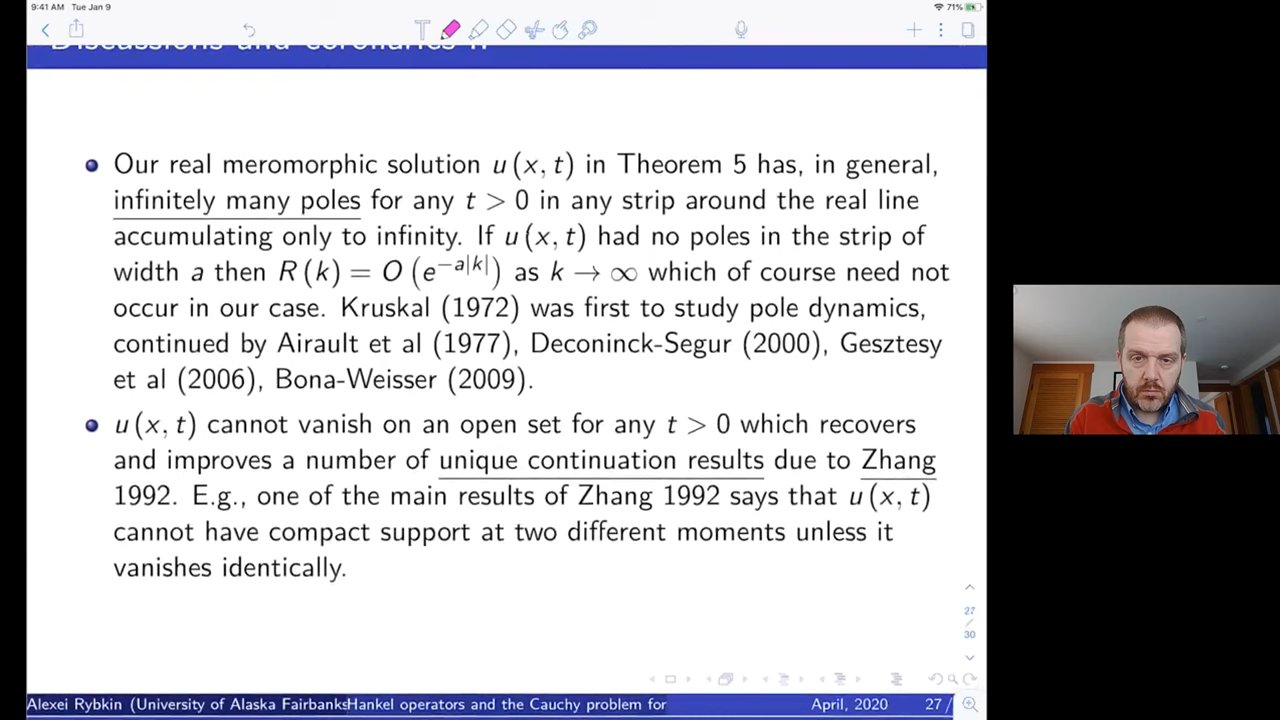 9:41 AM Tue Jan 9
71%
Discussions and corollaries I.
Our real meromorphic solution u (x, t) in Theorem 5 has, in general,
infinitely many poles for any t > 0 in any strip around the real line
accumulating only to infinity. If u (x, t) had no poles in the strip of
width a then R (k) = O (e^{-a|k|}) as k → ∞ which of course need not
occur in our case. Kruskal (1972) was first to study pole dynamics,
continued by Airault et al (1977), Deconinck-Segur (2000), Gesztesy
et al (2006), Bona-Weisser (2009).
u (x, t) cannot vanish on an open set for any t > 0 which recovers
and improves a number of unique continuation results due to Zhang
1992. E.g., one of the main results of Zhang 1992 says that u (x, t)
cannot have compact support at two different moments unless it
vanishes identically.
27
/
30
Alexei Rybkin (University of Alaska Fairbanks Hankel operators and the Cauchy problem for April, 2020 27 /